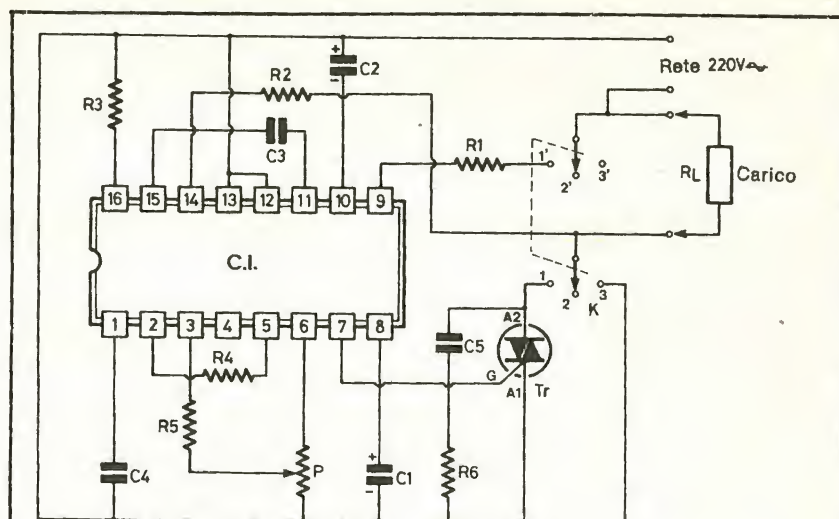 R3
R2
+
-
C2
Rete 220V~
C3
R1
1' 2' 3'
RL
Carico
16 15 14 13 12 11 10 9
C.I.
1 2 3 4 5 6 7 8
1 2 3
K
A2
G
A1
Tr
C5
R4
R5
P
C4
+
-
C1
R6